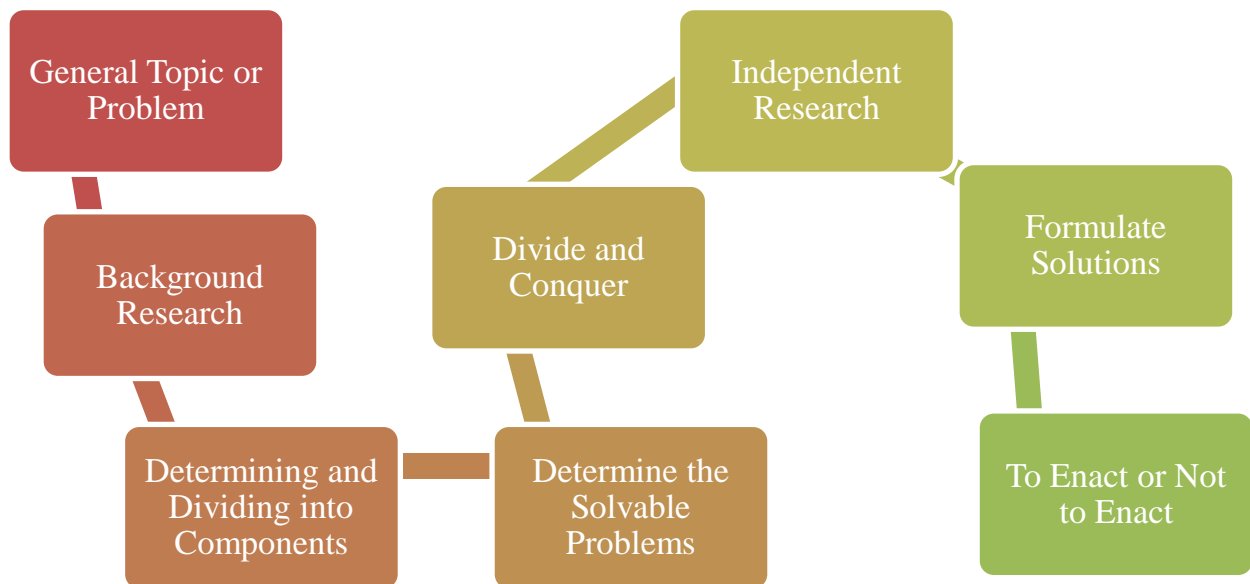 General Topic or
Problem
Background
Research
Determining and
Dividing into
Components
Determine the
Solvable
Problems
Divide and
Conquer
Independent
Research
Formulate
Solutions
To Enact or Not
to Enact